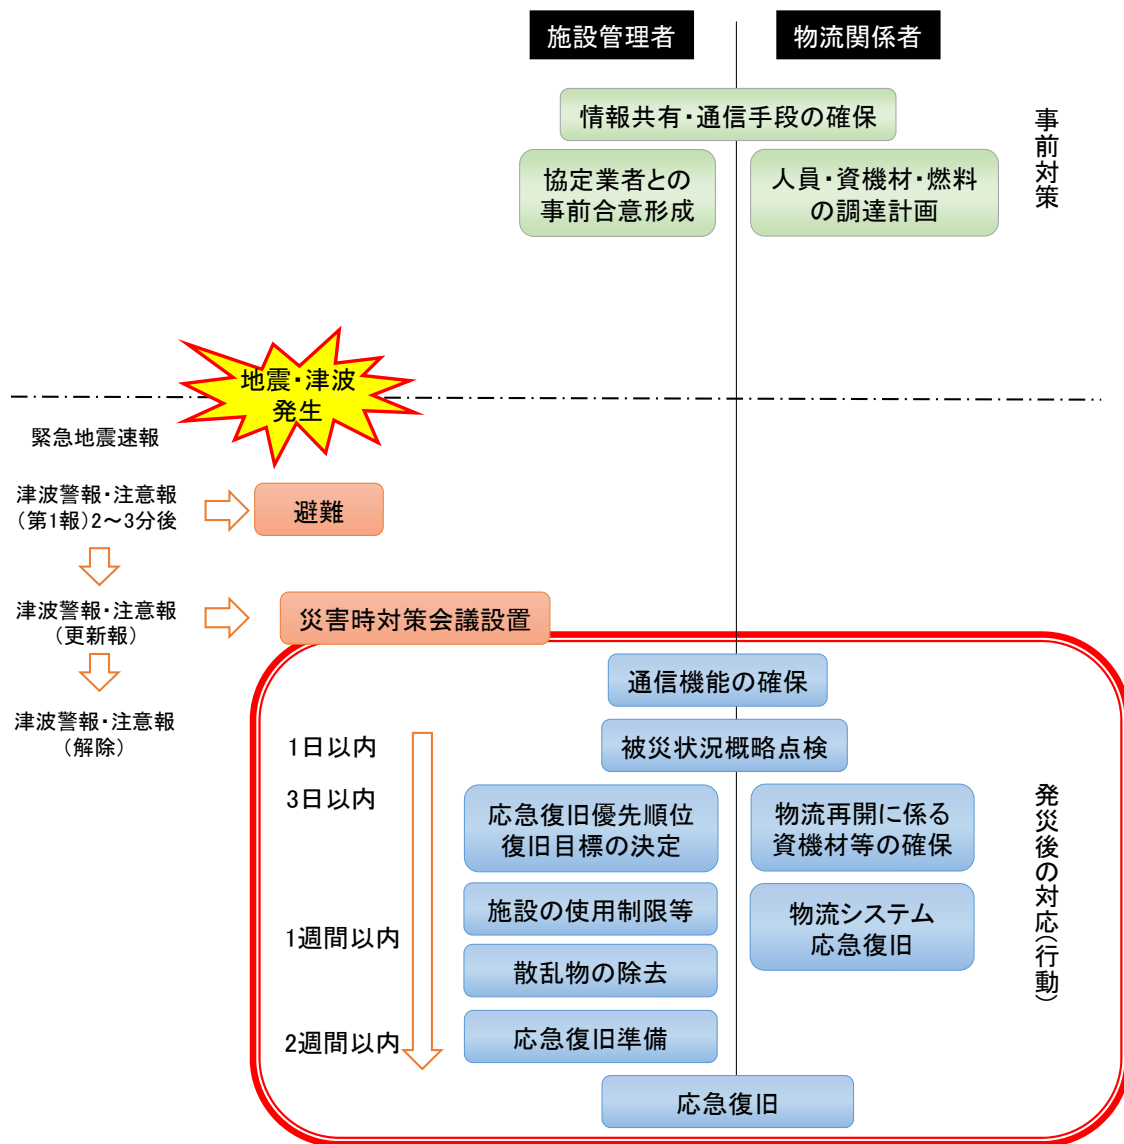 施設管理者
物流関係者
情報共有・通信手段の確保
事前対策
協定業者との
事前合意形成
人員・資機材・燃料
の調達計画
地震・津波
発生
緊急地震速報
津波警報・注意報
(第1報)2～3分後
避難
津波警報・注意報
(更新報)
災害時対策会議設置
津波警報・注意報
(解除)
通信機能の確保
1日以内
被災状況概略点検
3日以内
応急復旧優先順位
復旧目標の決定
物流再開に係る
資機材等の確保
発災後の対応(行動)
施設の使用制限等
物流システム
応急復旧
1週間以内
散乱物の除去
2週間以内
応急復旧準備
応急復旧